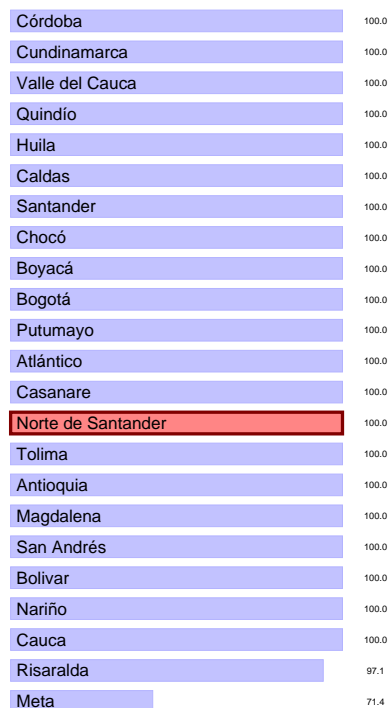 Córdoba 100.0
Cundinamarca 100.0
Valle del Cauca 100.0
Quindío 100.0
Huila 100.0
Caldas 100.0
Santander 100.0
Chocó 100.0
Boyacá 100.0
Bogotá 100.0
Putumayo 100.0
Atlántico 100.0
Casanare 100.0
Norte de Santander 100.0
Tolima 100.0
Antioquia 100.0
Magdalena 100.0
San Andrés 100.0
Bolivar 100.0
Nariño 100.0
Cauca 100.0
Risaralda 97.1
Meta 71.4